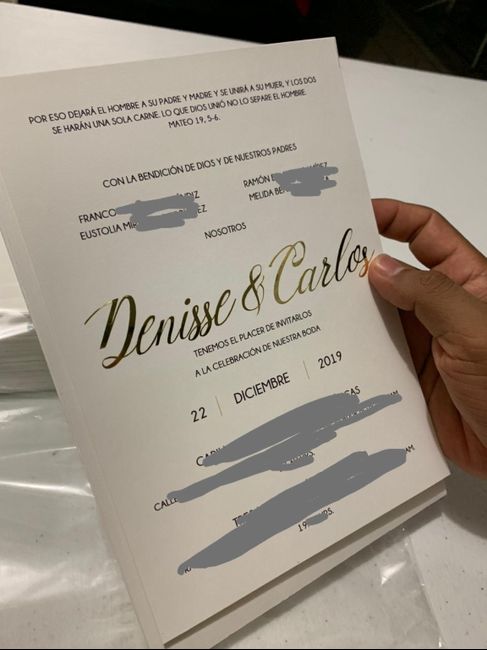 POR ESO DEJARÁ EL HOMBRE A SU PADRE Y MADRE Y SE UNIRÁ A SU MUJER, Y LOS DOS
SE HARÁN UNA SOLA CARNE. LO QUE DIOS UNIÓ NO LO SEPARE EL HOMBRE.
MATEO 19, 5-6.
CON LA BENDICIÓN DE DIOS Y DE NUESTROS PADRES
FRANCO
RAMÓN
EUSTOLIA
MELIDA
NOSOTROS
Denisse & Carlos
TENEMOS EL PLACER DE INVITARLOS
A LA CELEBRACIÓN DE NUESTRA BODA
22 | DICIEMBRE | 2019